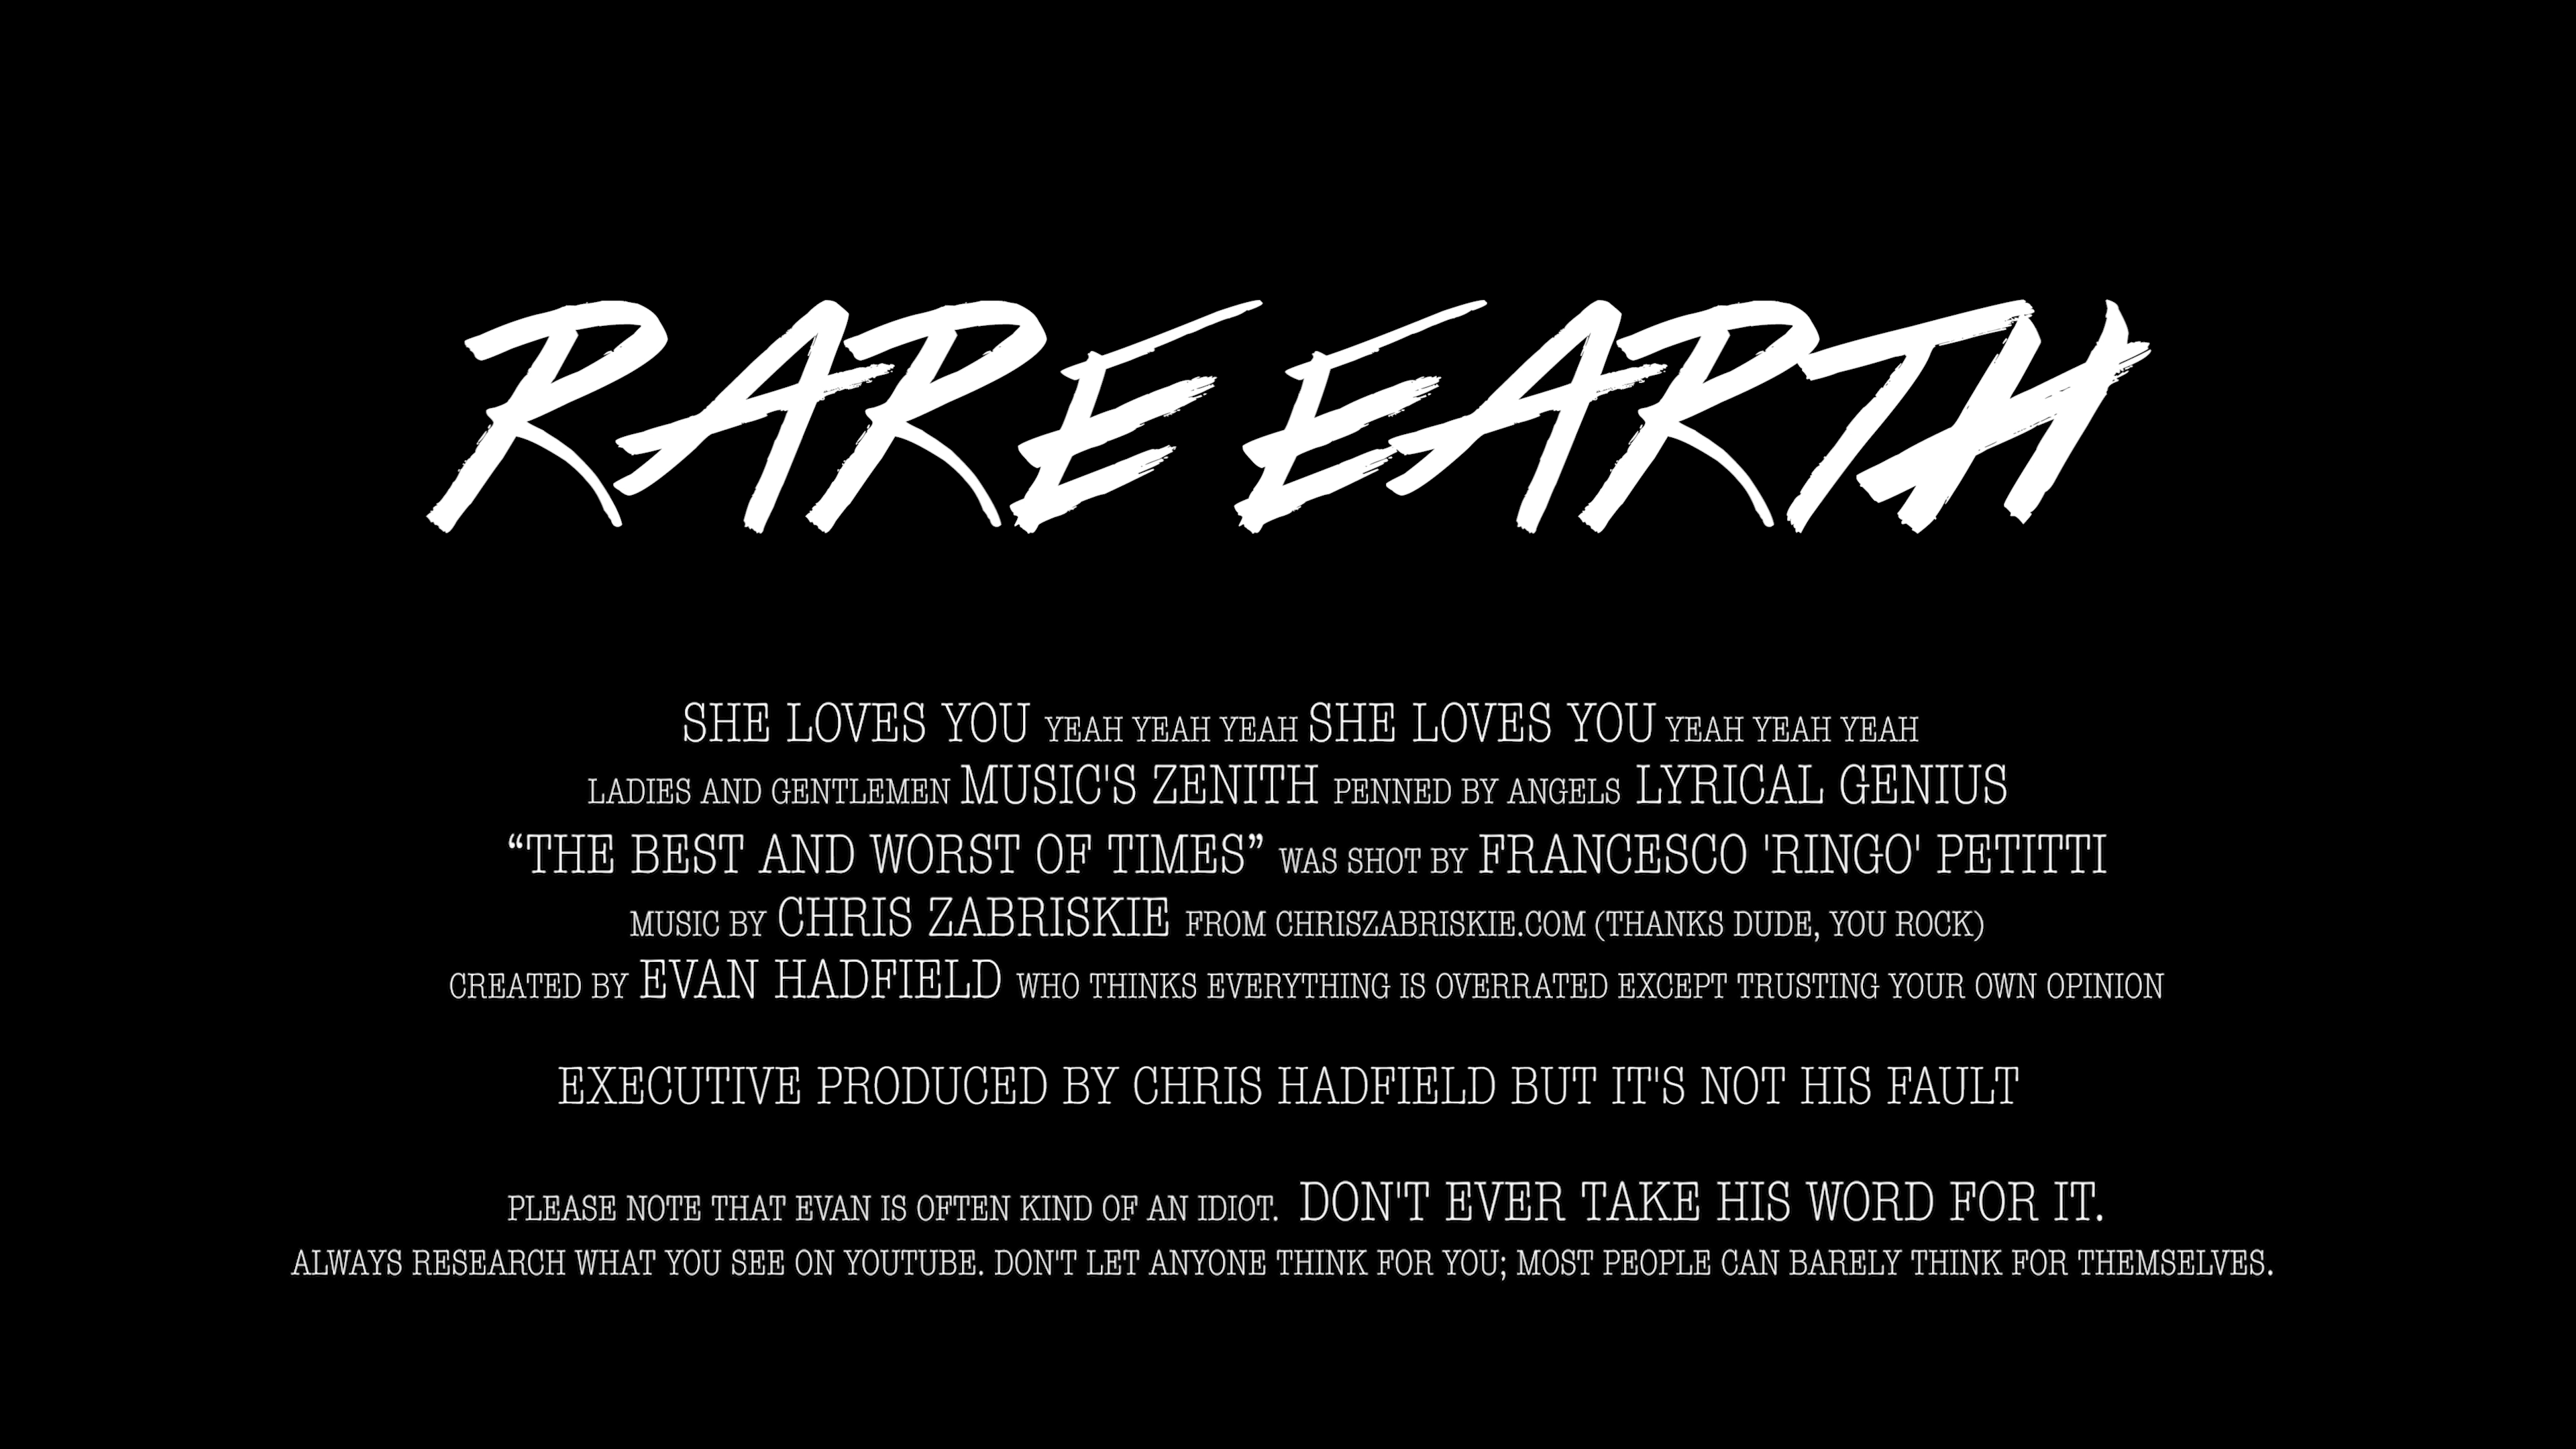 RARE EARTH
SHE LOVES YOU YEAH YEAH YEAH SHE LOVES YOU YEAH YEAH YEAH
LADIES AND GENTLEMEN MUSIC'S ZENITH PENNED BY ANGELS LYRICAL GENIUS
“THE BEST AND WORST OF TIMES” WAS SHOT BY FRANCESCO 'RINGO' PETITTI
MUSIC BY CHRIS ZABRISKIE FROM CHRISZABRISKIE.COM (THANKS DUDE, YOU ROCK)
CREATED BY EVAN HADFIELD WHO THINKS EVERYTHING IS OVERRATED EXCEPT TRUSTING YOUR OWN OPINION
EXECUTIVE PRODUCED BY CHRIS HADFIELD BUT IT'S NOT HIS FAULT
PLEASE NOTE THAT EVAN IS OFTEN KIND OF AN IDIOT. DON'T EVER TAKE HIS WORD FOR IT.
ALWAYS RESEARCH WHAT YOU SEE ON YOUTUBE. DON'T LET ANYONE THINK FOR YOU; MOST PEOPLE CAN BARELY THINK FOR THEMSELVES.